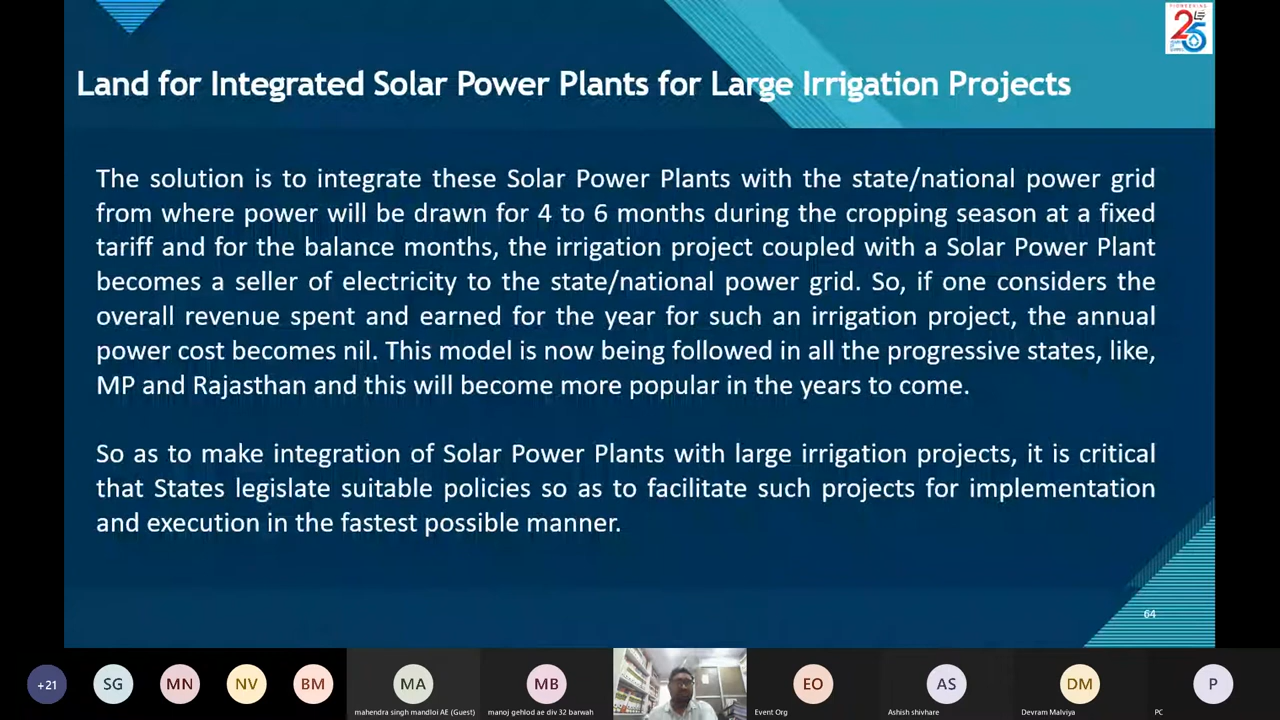 PIONEERING
25
Land for Integrated Solar Power Plants for Large Irrigation Projects
The solution is to integrate these Solar Power Plants with the state/national power grid
from where power will be drawn for 4 to 6 months during the cropping season at a fixed
tariff and for the balance months, the irrigation project coupled with a Solar Power Plant
becomes a seller of electricity to the state/national power grid. So, if one considers the
overall revenue spent and earned for the year for such an irrigation project, the annual
power cost becomes nil. This model is now being followed in all the progressive states, like,
MP and Rajasthan and this will become more popular in the years to come.
So as to make integration of Solar Power Plants with large irrigation projects, it is critical
that States legislate suitable policies so as to facilitate such projects for implementation
and execution in the fastest possible manner.
64
+21 SG MN NV BM MA MB EO AS DM P
mahendra singh mandloi AE (Guest) manoj gehlod ae div 32 barwah Event Org Ashish shivhare Devram Malviya PC